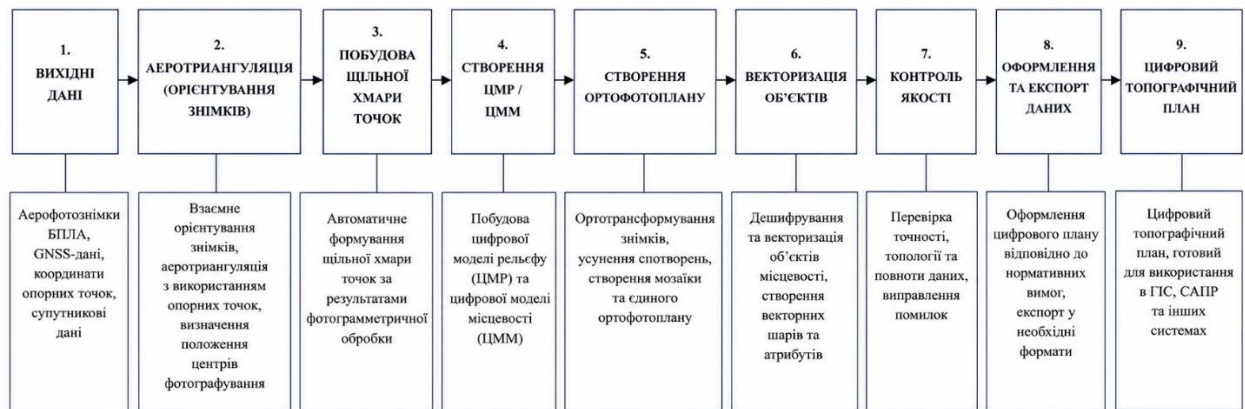 1.
ВИХІДНІ
ДАНІ
2.
АЕРОТРИАНГУЛЯЦІЯ
(ОРІЄНТУВАННЯ
ЗНІМКІВ)
3.
ПОБУДОВА
ЩІЛЬНОЇ
ХМАРИ
ТОЧОК
4.
СТВОРЕННЯ
ЦМР /
ЦММ
5.
СТВОРЕННЯ
ОРТОФОТОПЛАНУ
6.
ВЕКТОРИЗАЦІЯ
ОБ’ЄКТІВ
7.
КОНТРОЛЬ
ЯКОСТІ
8.
ОФОРМЛЕННЯ
ТА ЕКСПОРТ
ДАНИХ
9.
ЦИФРОВИЙ
ТОПОГРАФІЧНИЙ
ПЛАН
Аерофотознімки
БПЛА,
GNSS-дані,
координати
опорних точок,
супутникові
дані
Взаємне
орієнтування
знімків,
аеротриангуляція
з використанням
опорних точок,
визначення
положення
центрів
фотографування
Автоматичне
формування
щільної хмари
точок за
результатами
фотограмметричної
обробки
Побудова
цифрової
моделі рельєфу
(ЦМР) та
цифрової моделі
місцевості
(ЦММ)
Ортотрансформування
знімків,
усунення спотворень,
створення мозаїки
та єдиного
ортофотоплану
Дешифрування
та векторизація
об’єктів
місцевості,
створення
векторних
шарів та
атрибутів
Перевірка
точності,
топології та
повноти даних,
виправлення
помилок
Оформлення
цифрового плану
відповідно до
нормативних
вимог,
експорт у
необхідні
формати
Цифровий
топографічний
план, готовий
для використання
в ГІС, САПР
та інших
системах